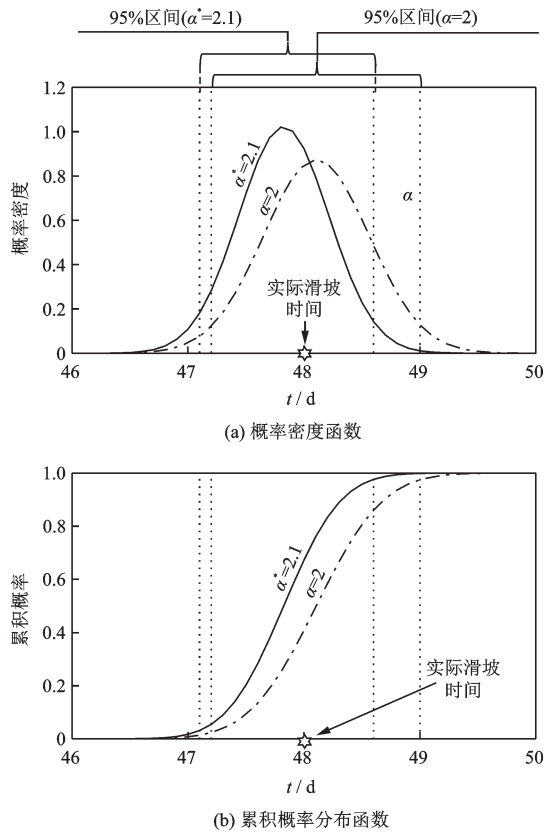 95%区间(α*=2.1)
95%区间(α=2)
1.2
1.0
0.8
0.6
0.4
0.2
0
概率密度
α*=2.1
α=2
α
实际滑坡
时间
46
47
48
49
50
t / d
(a) 概率密度函数
1.0
0.8
0.6
0.4
0.2
0
累积概率
α*=2.1
α=2
实际滑坡
时间
46
47
48
49
50
t / d
(b) 累积概率分布函数